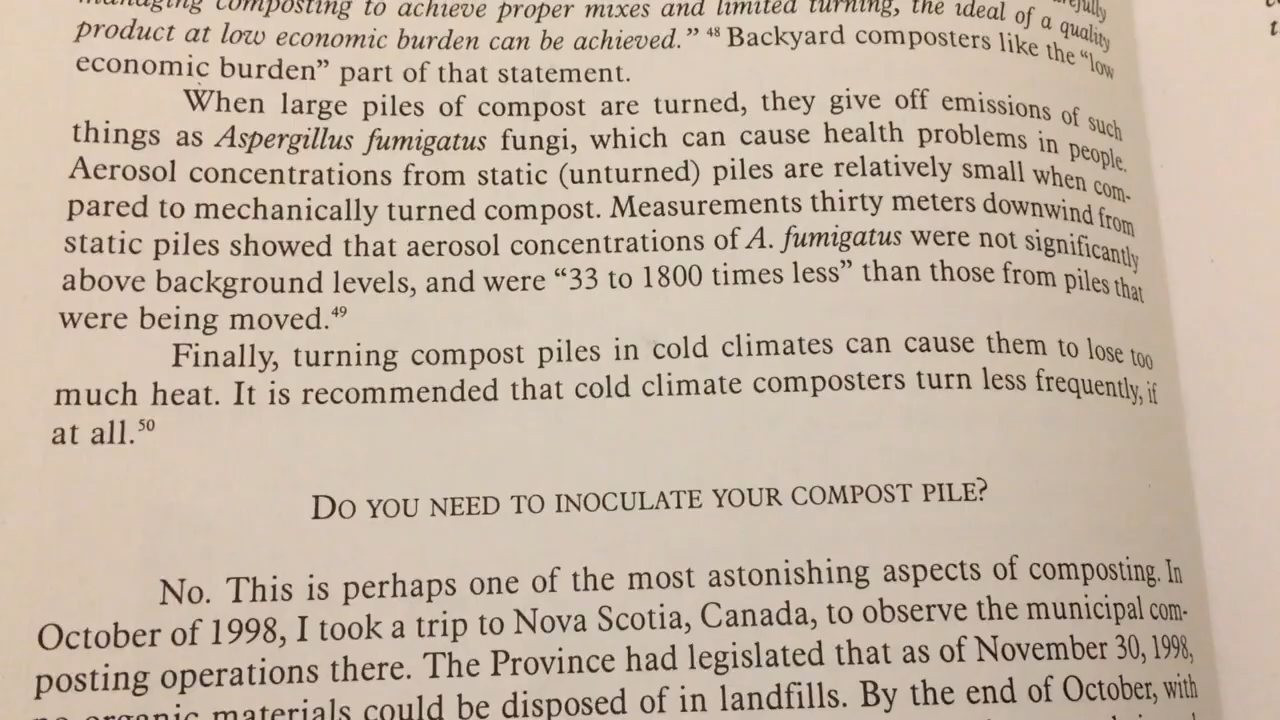 managing composting to achieve proper mixes and limited turning, the ideal of a quality
product at low economic burden can be achieved.” 48 Backyard composters like the “low
economic burden” part of that statement.
When large piles of compost are turned, they give off emissions of such
things as Aspergillus fumigatus fungi, which can cause health problems in people.
Aerosol concentrations from static (unturned) piles are relatively small when com-
pared to mechanically turned compost. Measurements thirty meters downwind from
static piles showed that aerosol concentrations of A. fumigatus were not significantly
above background levels, and were “33 to 1800 times less” than those from piles that
were being moved.49
Finally, turning compost piles in cold climates can cause them to lose too
much heat. It is recommended that cold climate composters turn less frequently, if
at all.50
DO YOU NEED TO INOCULATE YOUR COMPOST PILE?
No. This is perhaps one of the most astonishing aspects of composting. In
October of 1998, I took a trip to Nova Scotia, Canada, to observe the municipal com-
posting operations there. The Province had legislated that as of November 30, 1998,
no organic materials could be disposed of in landfills. By the end of October, with